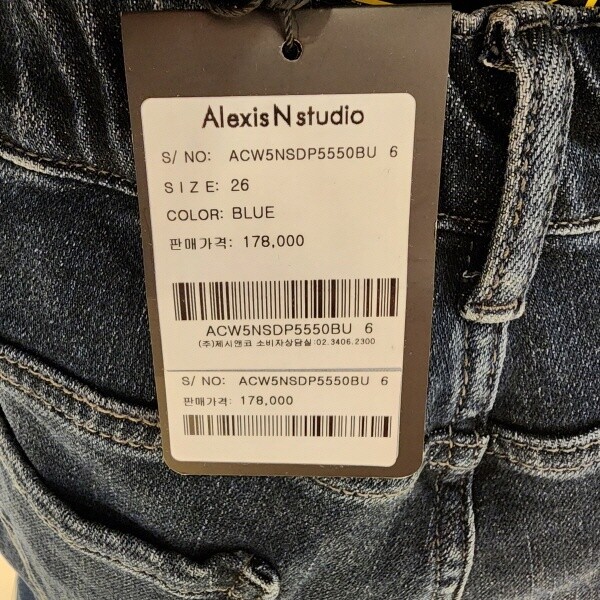 Alexis N studio
S/ NO: ACW5NSDP5550BU 6
SIZE: 26
COLOR: BLUE
판매가격: 178,000
ACW5NSDP5550BU 6
(주)제시앤코 소비자상담실:02.3406.2300
S/ NO: ACW5NSDP5550BU 6
판매가격: 178,000